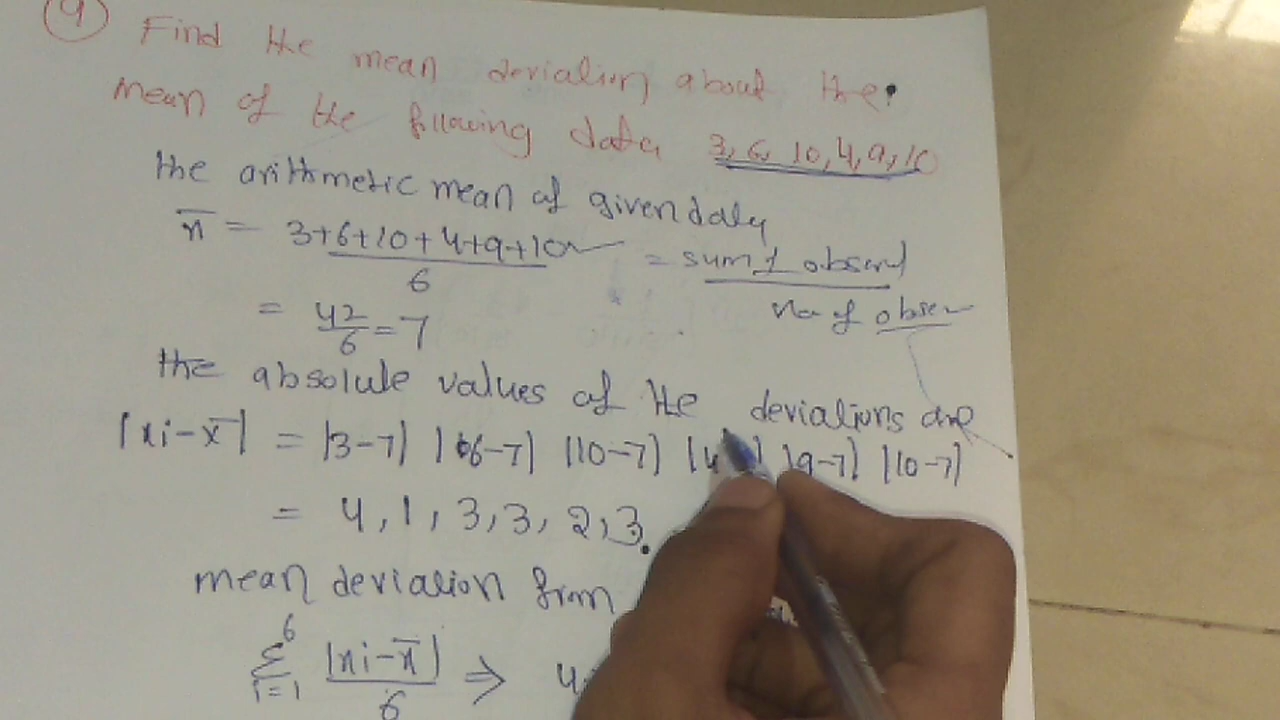 9 Find the mean deviation about the
mean of the following data 3, 6, 10, 4, 9, 10
the arithmetic mean of given data
x̄ = 3+6+10+4+9+10 / 6 = sum of observ / No of obser
= 42/6 = 7
the absolute values of the deviations are
|xi-x̄| = |3-7| |6-7| |10-7| |4 | |9-7| |10-7|
= 4, 1, 3, 3, 2, 3.
mean deviation from
6 Σ i=1 |xi-x̄| / 6 ⇒ 4